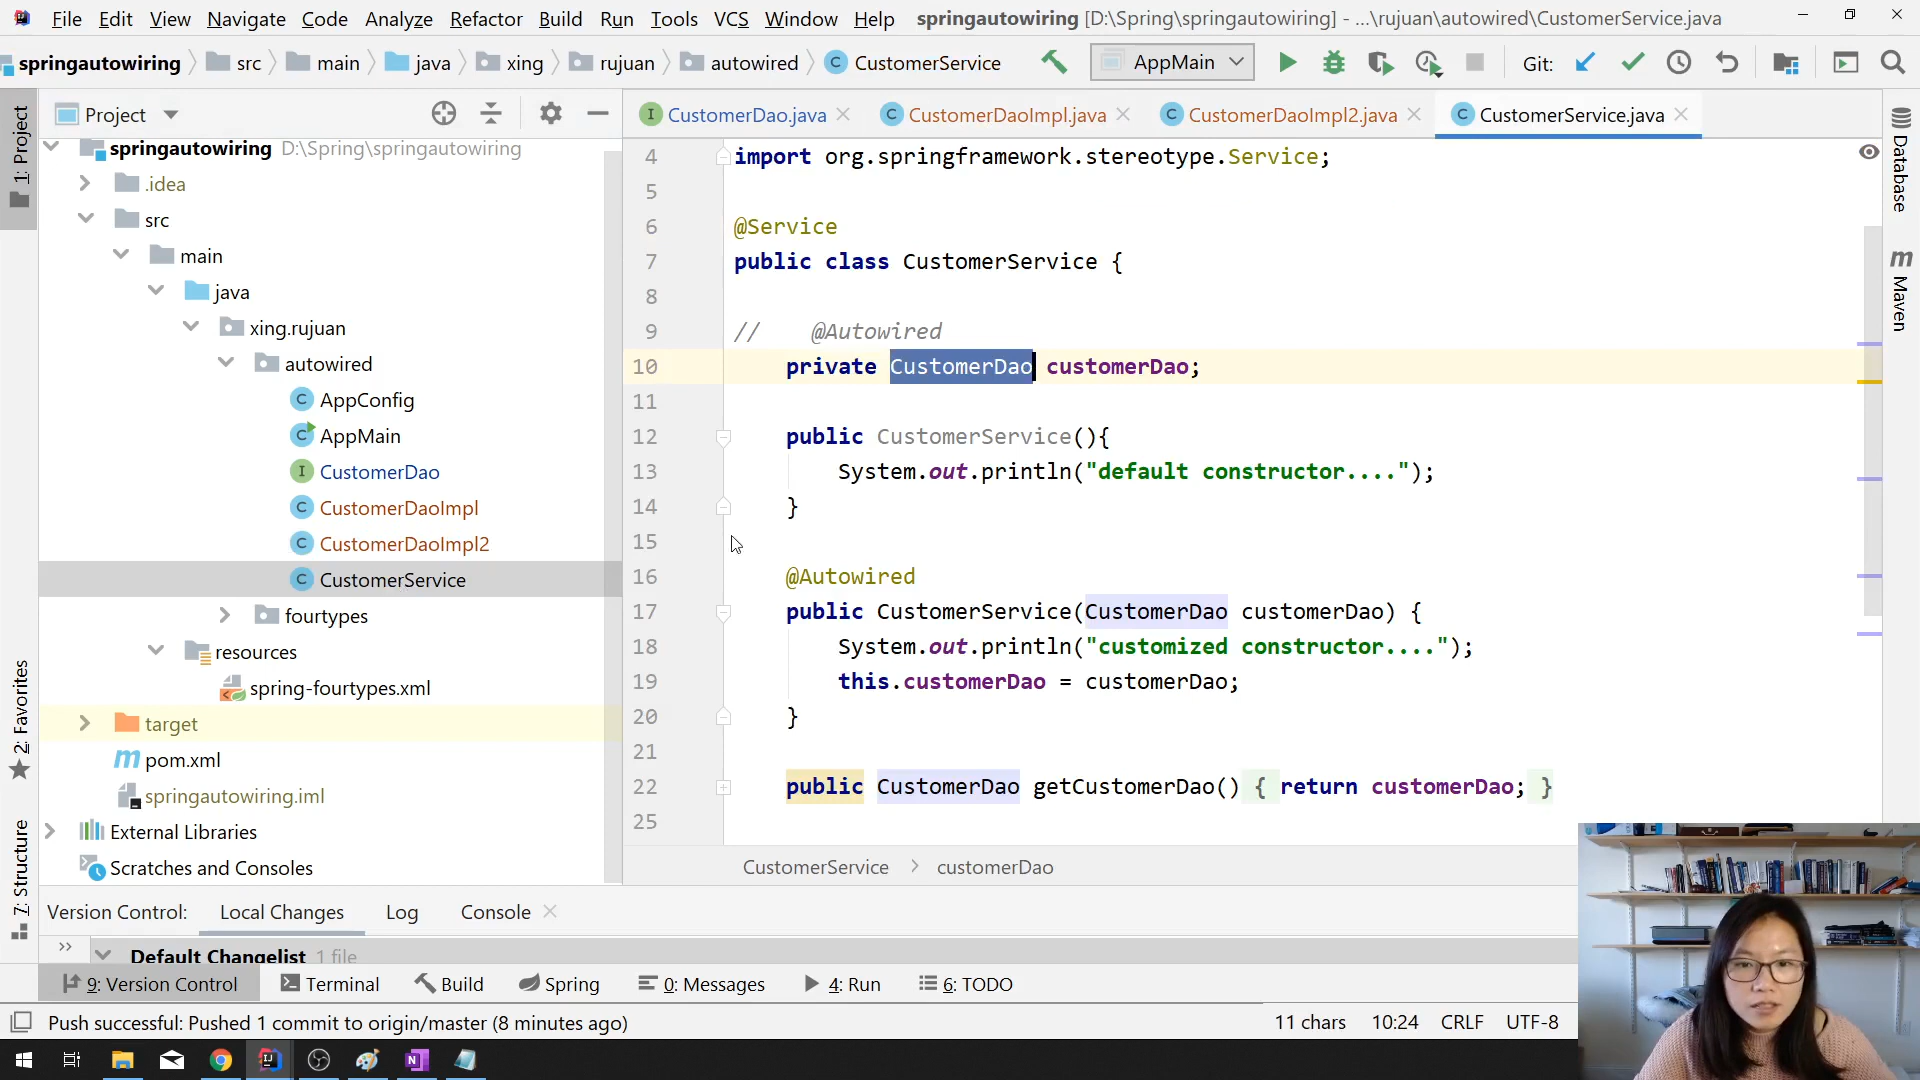 File Edit View Navigate Code Analyze Refactor Build Run Tools VCS Window Help springautowiring [D:\Spring\springautowiring] - ...\rujuan\autowired\CustomerService.java
springautowiring src main java xing rujuan autowired CustomerService AppMain Git:
Project
CustomerDao.java CustomerDaoImpl.java CustomerDaoImpl2.java CustomerService.java
1: Project
2: Favorites
7: Structure
springautowiring D:\Spring\springautowiring
.idea
src
main
java
xing.rujuan
autowired
AppConfig
AppMain
CustomerDao
CustomerDaoImpl
CustomerDaoImpl2
CustomerService
fourtypes
resources
spring-fourtypes.xml
target
pom.xml
springautowiring.iml
External Libraries
Scratches and Consoles
4 import org.springframework.stereotype.Service;
5
6 @Service
7 public class CustomerService {
8
9 // @Autowired
10 private CustomerDao customerDao;
11
12 public CustomerService(){
13 System.out.println("default constructor....");
14 }
15
16 @Autowired
17 public CustomerService(CustomerDao customerDao) {
18 System.out.println("customized constructor....");
19 this.customerDao = customerDao;
20 }
21
22 public CustomerDao getCustomerDao() { return customerDao; }
25
CustomerService customerDao
Database
Maven
Version Control: Local Changes Log Console
Default Changelist 1 file
9: Version Control Terminal Build Spring 0: Messages 4: Run 6: TODO
Push successful: Pushed 1 commit to origin/master (8 minutes ago) 11 chars 10:24 CRLF UTF-8